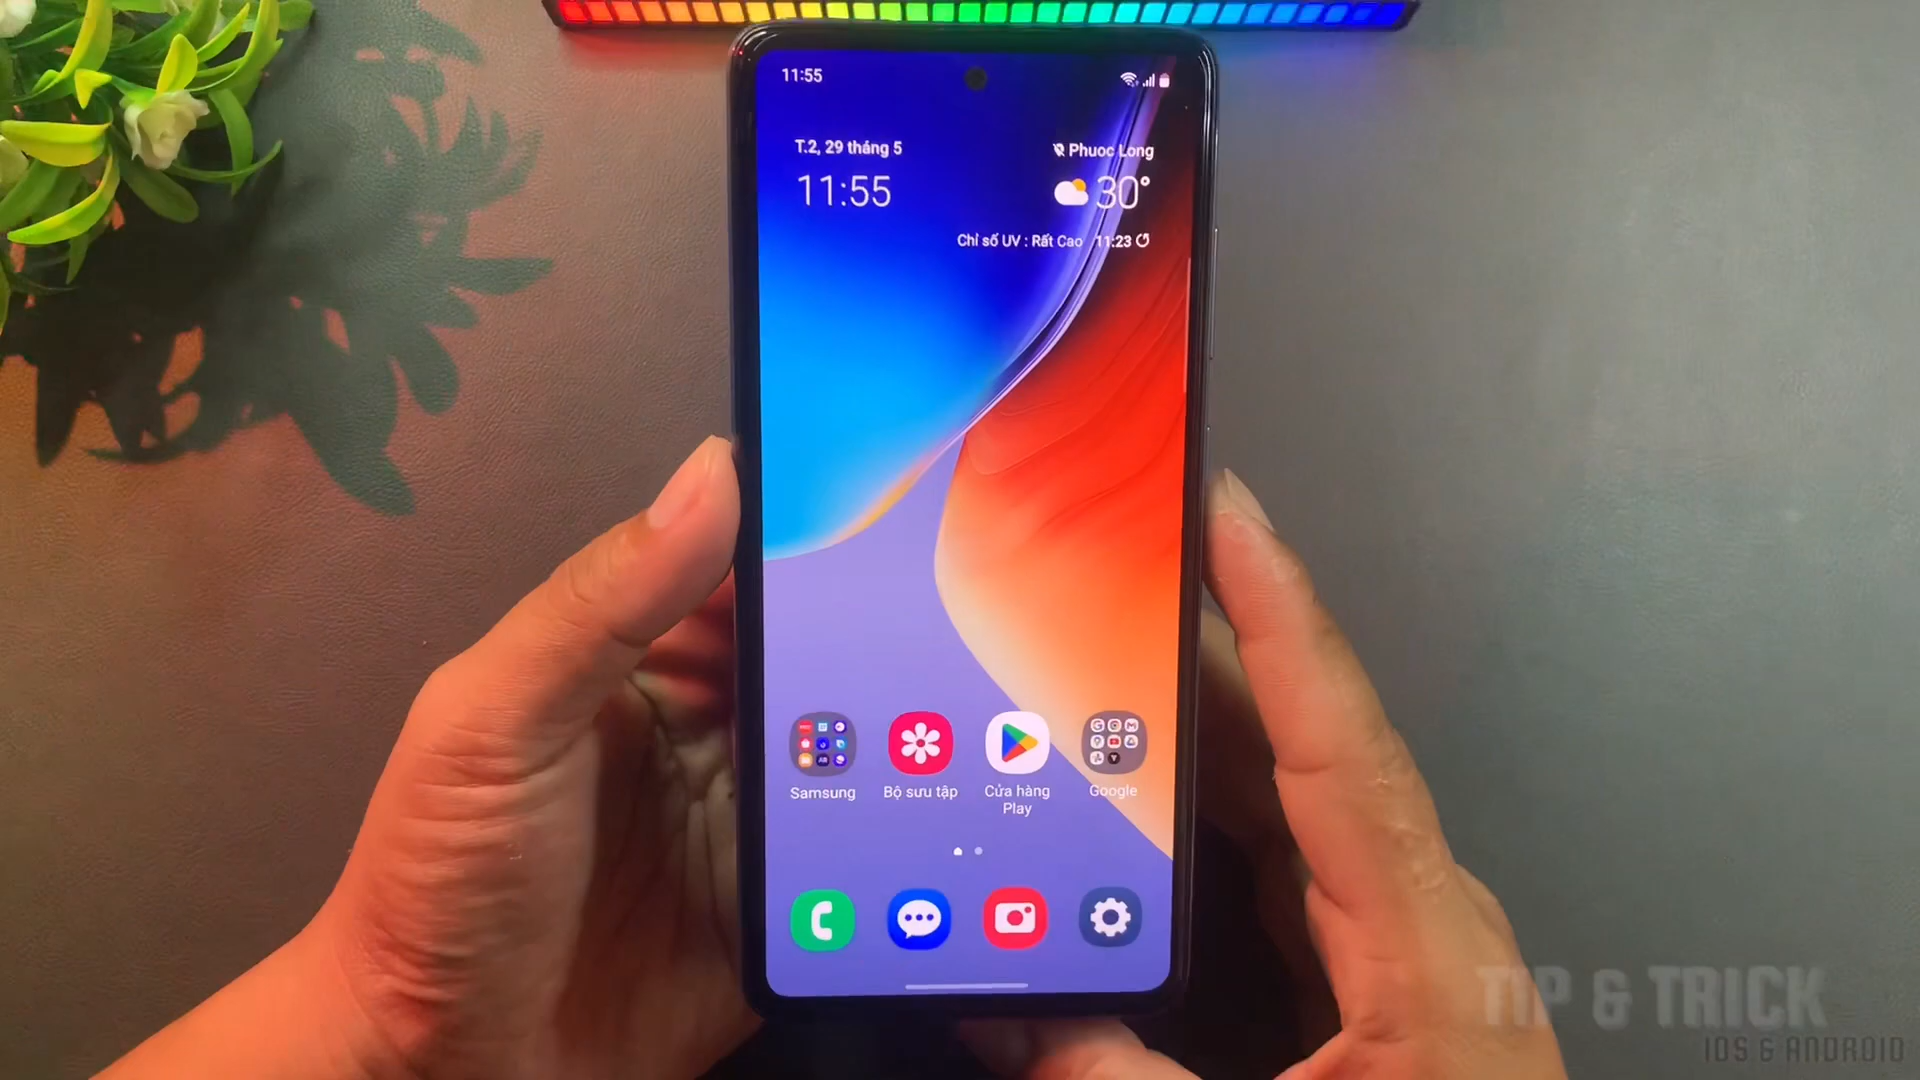 11:55
T.2, 29 tháng 5
Phuoc Long
11:55
30°
Chỉ số UV : Rất Cao 11:23
Samsung
Bộ sưu tập
Cửa hàng
Play
Google
TIP & TRICK
IOS & ANDROID